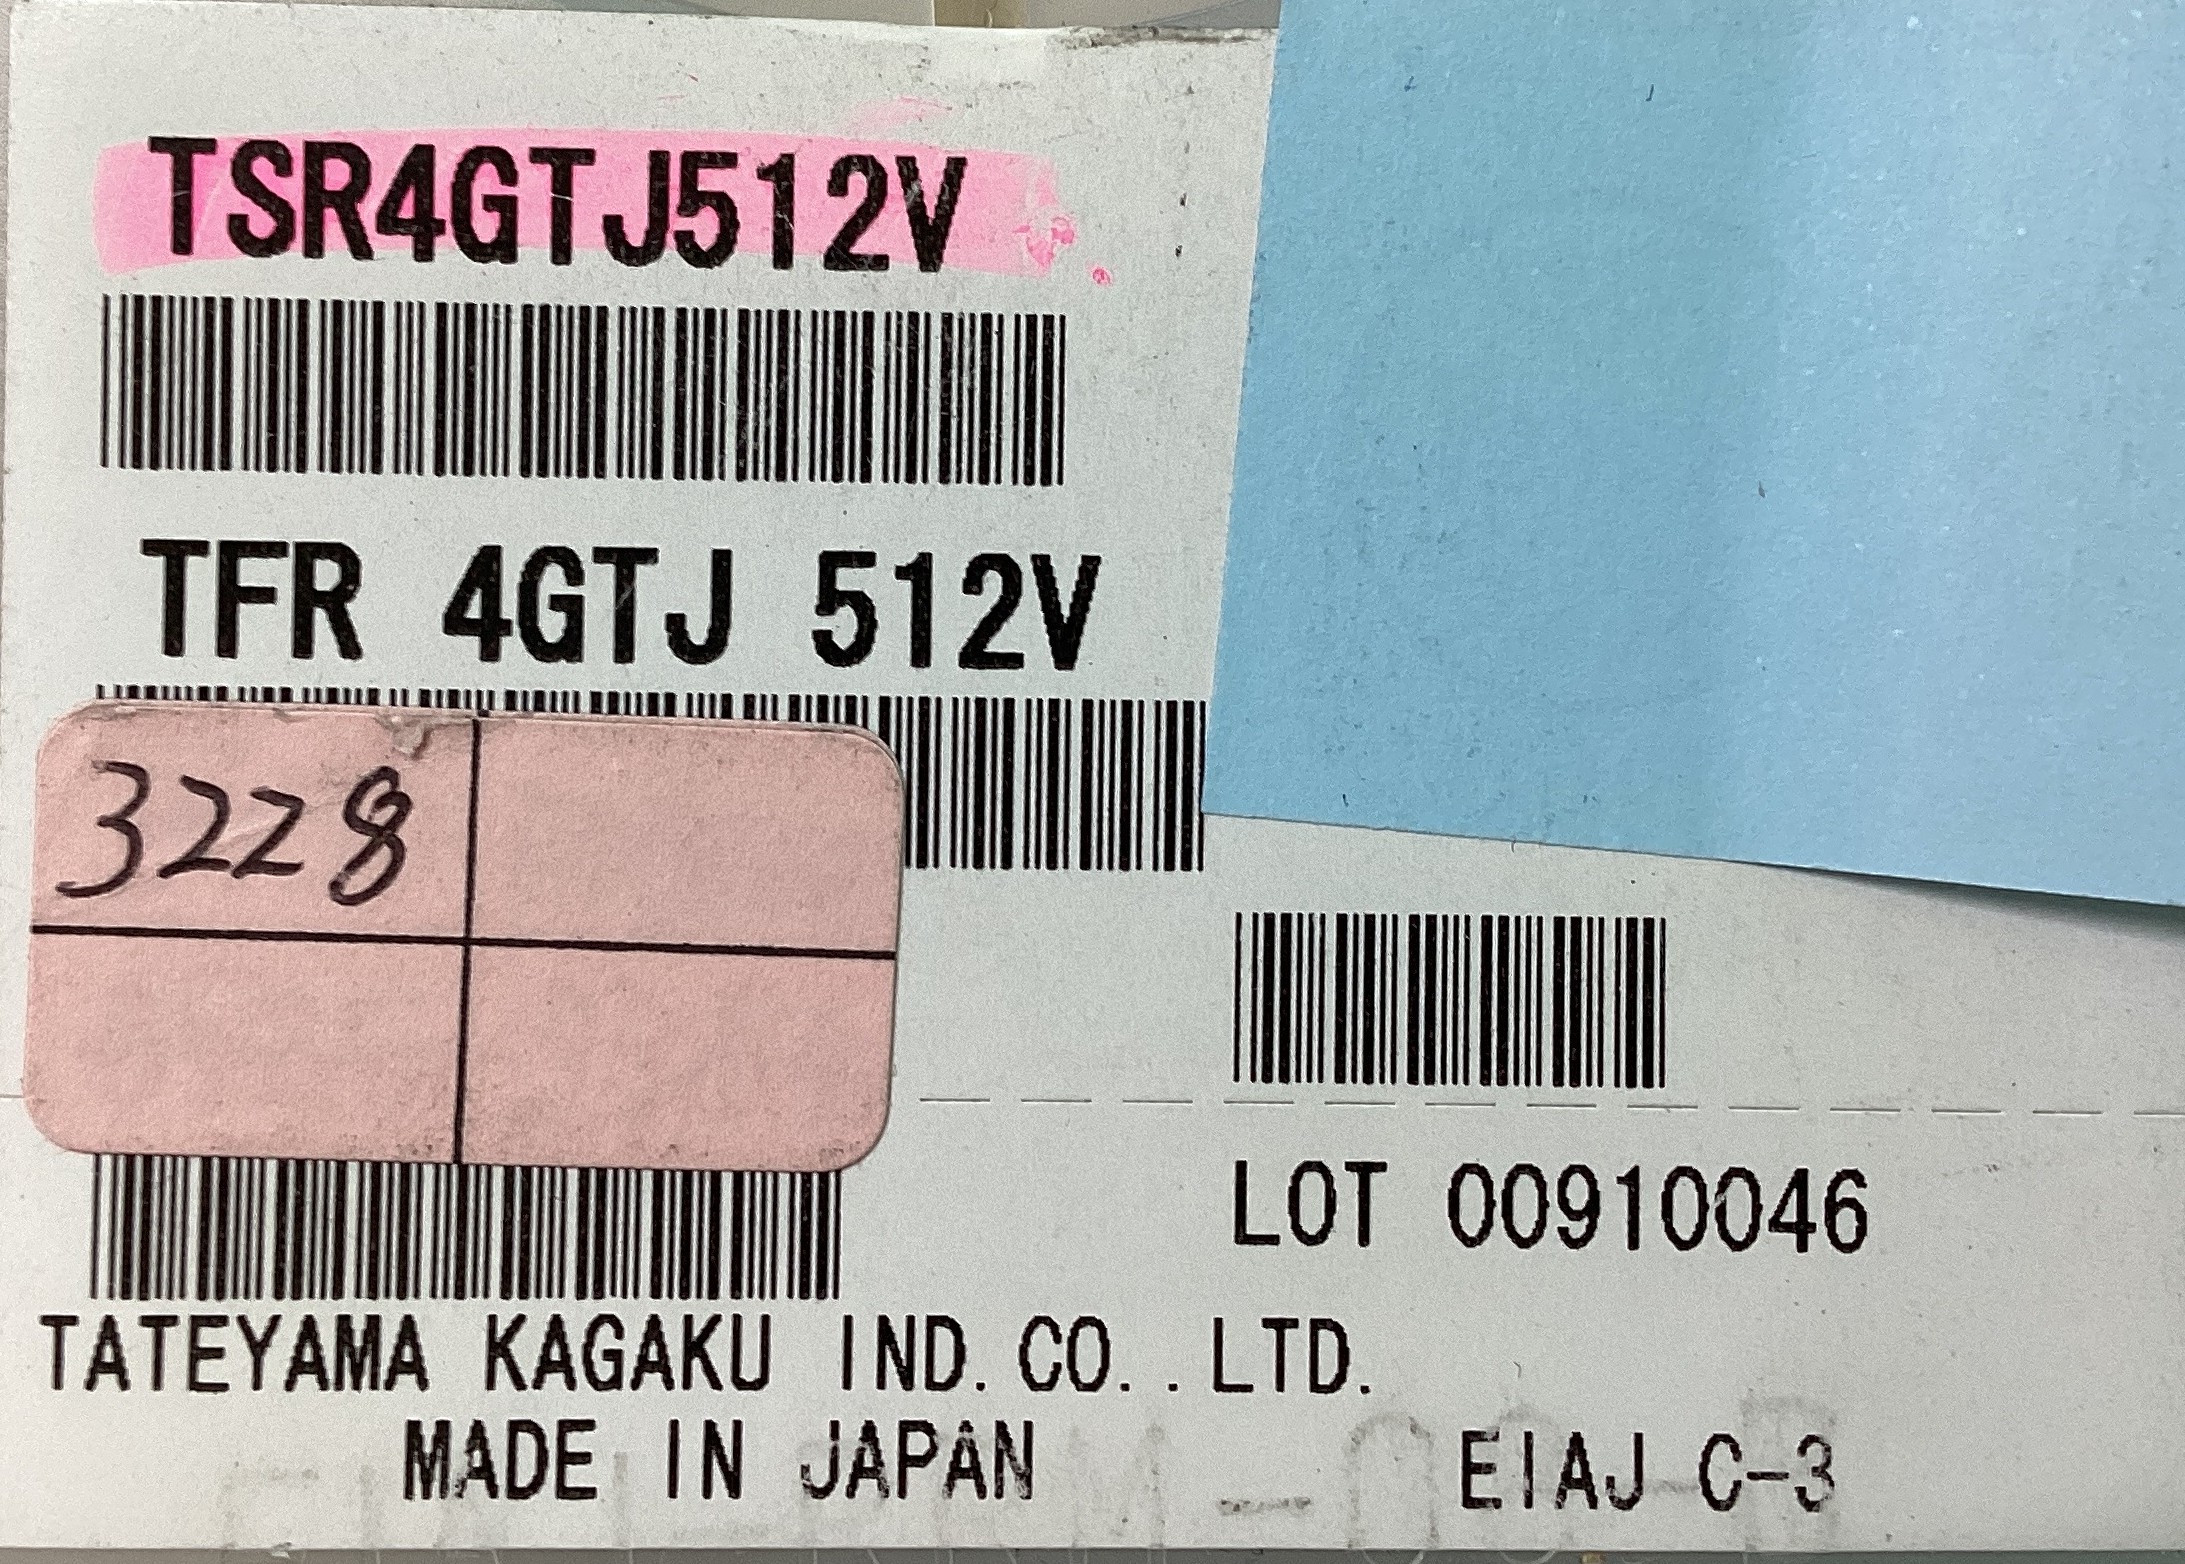 TSR4GTJ512V
TFR 4GTJ 512V
3228
LOT 00910046
TATEYAMA KAGAKU IND.CO..LTD.
MADE IN JAPAN
EIAJ C-3